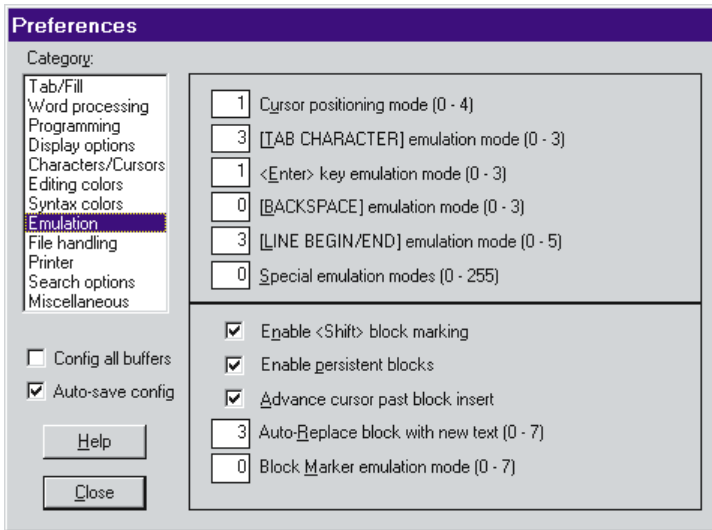 Preferences
Category:
Tab/Fill
Word processing
Programming
Display options
Characters/Cursors
Editing colors
Syntax colors
Emulation
File handling
Printer
Search options
Miscellaneous
Config all buffers
Auto-save config
Help
Close
1 Cursor positioning mode (0 - 4)
3 [TAB CHARACTER] emulation mode (0 - 3)
1 <Enter> key emulation mode (0 - 3)
0 [BACKSPACE] emulation mode (0 - 3)
3 [LINE BEGIN/END] emulation mode (0 - 5)
0 Special emulation modes (0 - 255)
Enable <Shift> block marking
Enable persistent blocks
Advance cursor past block insert
3 Auto-Replace block with new text (0 - 7)
0 Block Marker emulation mode (0 - 7)